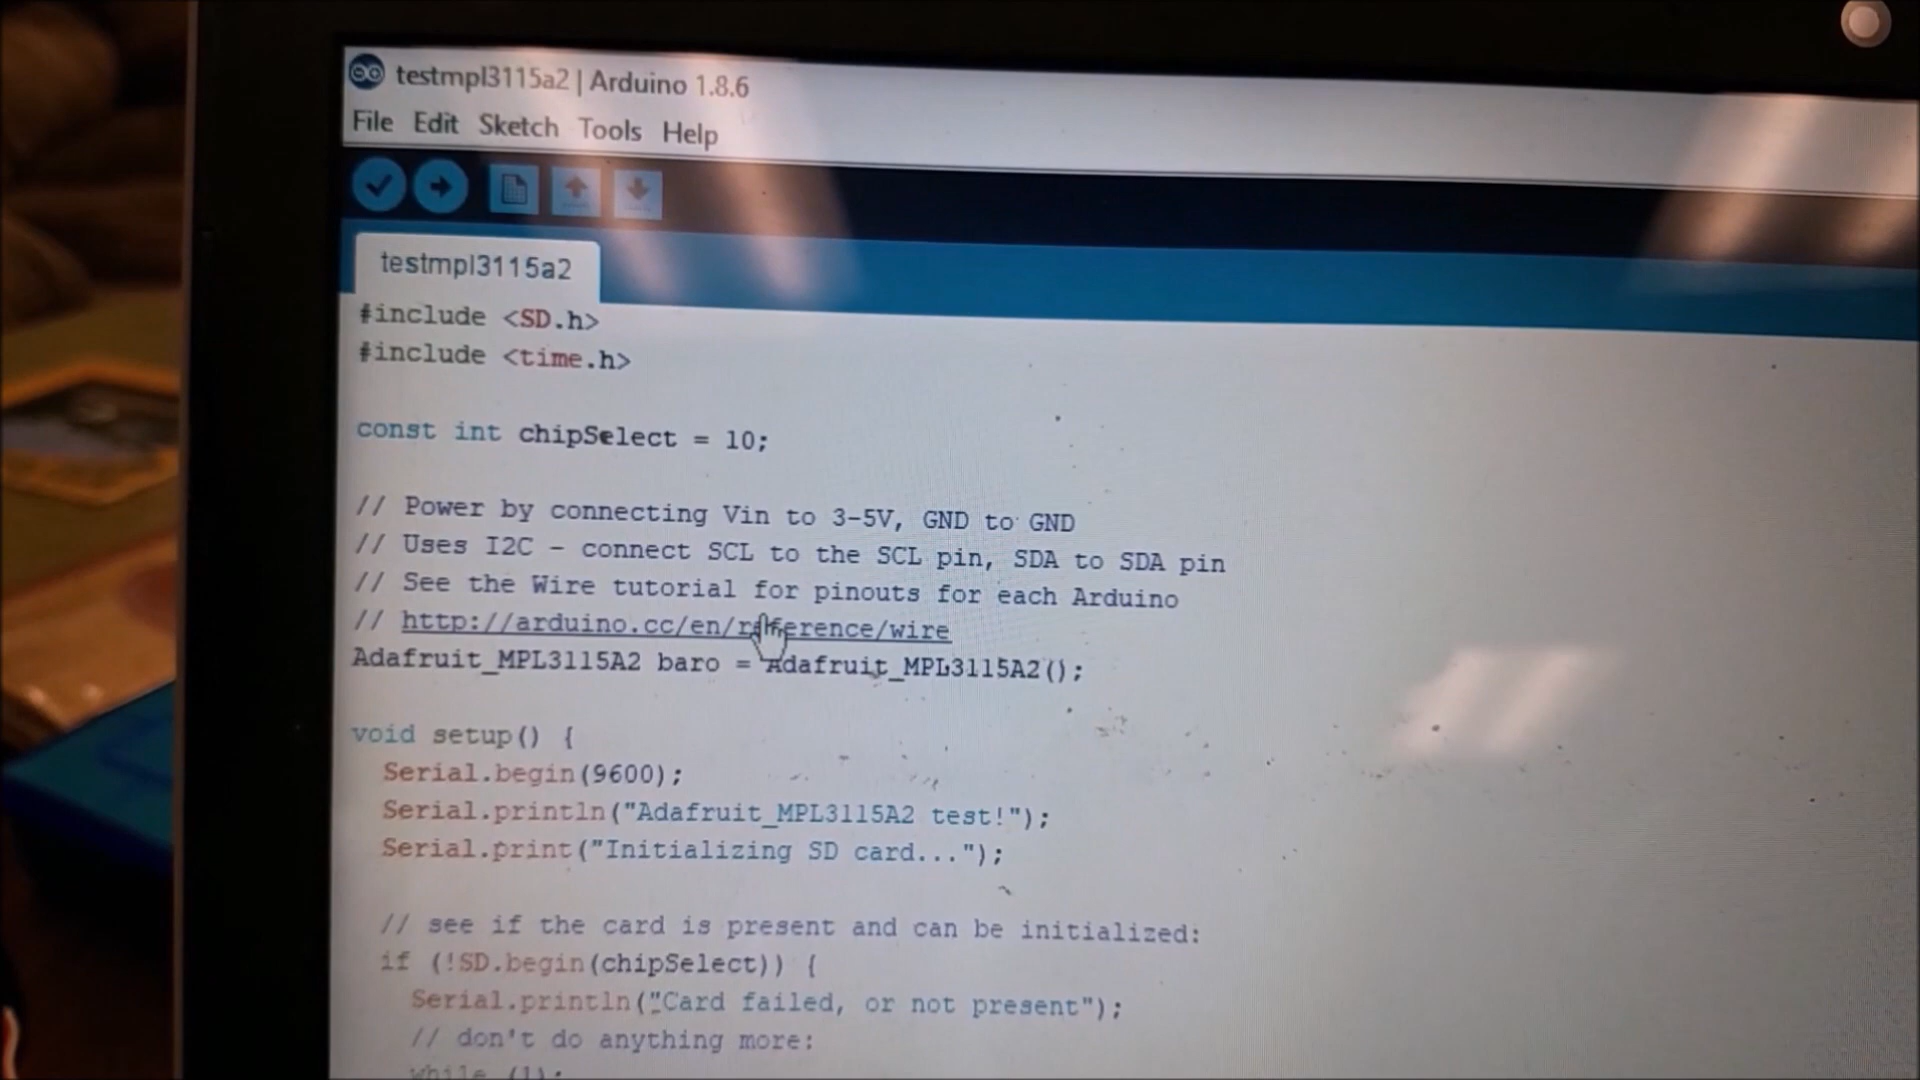 testmpl3115a2 | Arduino 1.8.6
File Edit Sketch Tools Help
testmpl3115a2
#include <SD.h>
#include <time.h>
const int chipSelect = 10;
// Power by connecting Vin to 3-5V, GND to GND
// Uses I2C - connect SCL to the SCL pin, SDA to SDA pin
// See the Wire tutorial for pinouts for each Arduino
// http://arduino.cc/en/reference/wire
Adafruit_MPL3115A2 baro = Adafruit_MPL3115A2();
void setup() {
Serial.begin(9600);
Serial.println("Adafruit_MPL3115A2 test!");
Serial.print("Initializing SD card...");
// see if the card is present and can be initialized:
if (!SD.begin(chipSelect)) {
Serial.println("Card failed, or not present");
// don't do anything more:
while (1);